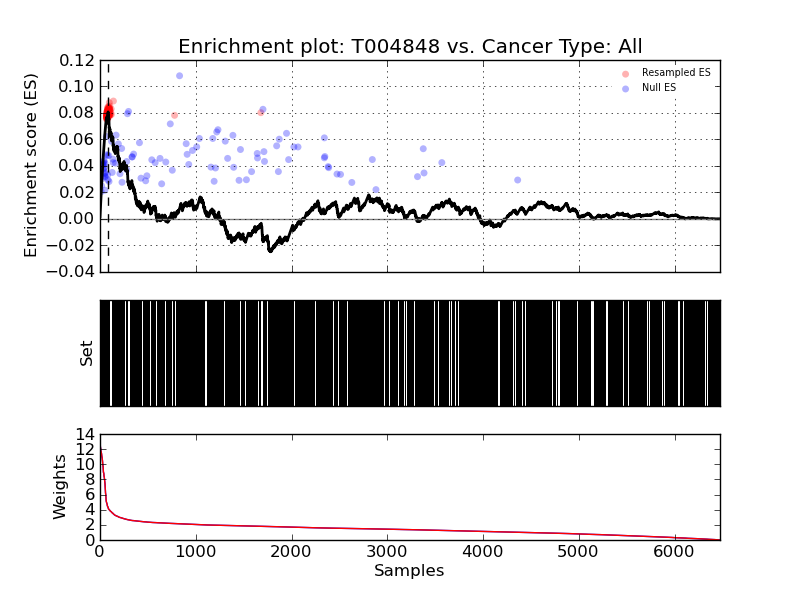 Enrichment plot: T004848 vs. Cancer Type: All
Enrichment score (ES)
0.12
0.10
0.08
0.06
0.04
0.02
0.00
−0.02
−0.04
Resampled ES
Null ES
Set
Weights
14
12
10
8
6
4
2
0
0 1000 2000 3000 4000 5000 6000
Samples